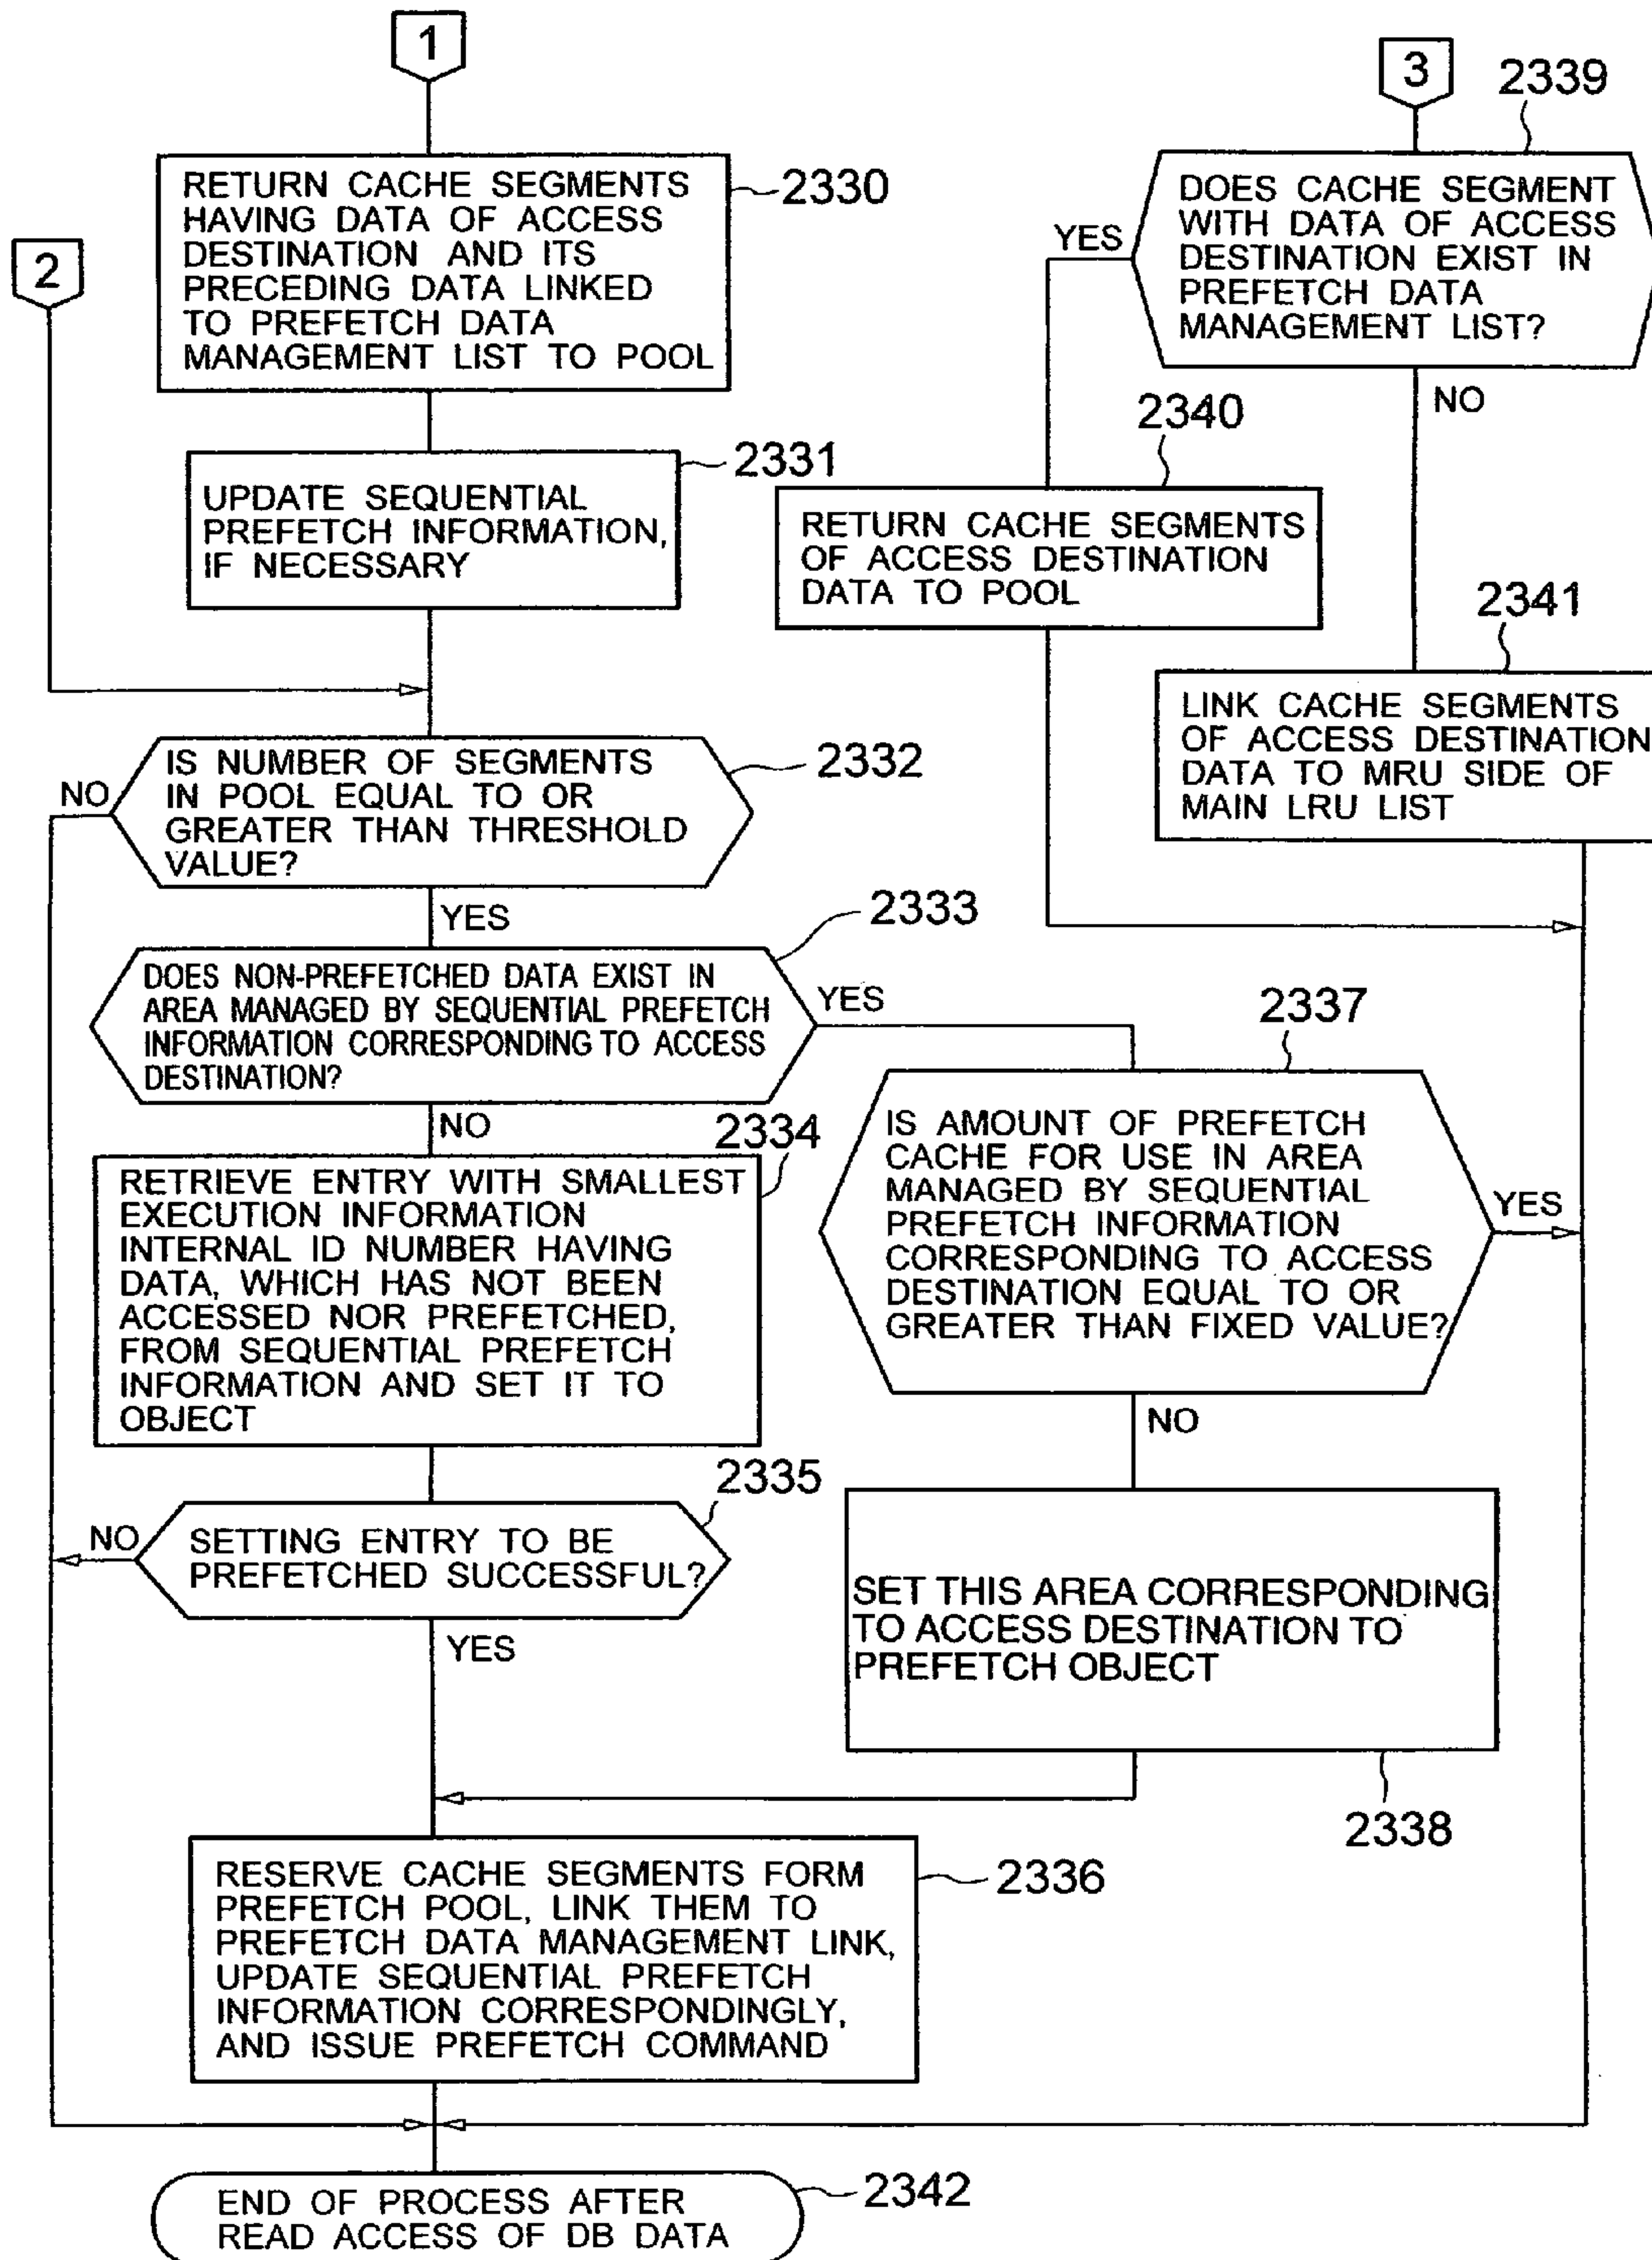 1
RETURN CACHE SEGMENTS
HAVING DATA OF ACCESS
DESTINATION AND ITS
PRECEDING DATA LINKED
TO PREFETCH DATA
MANAGEMENT LIST TO POOL
2330
2
UPDATE SEQUENTIAL
PREFETCH INFORMATION,
IF NECESSARY
2331
IS NUMBER OF SEGMENTS
IN POOL EQUAL TO OR
GREATER THAN THRESHOLD
VALUE?
2332
NO
YES
DOES NON-PREFETCHED DATA EXIST IN
AREA MANAGED BY SEQUENTIAL PREFETCH
INFORMATION CORRESPONDING TO ACCESS
DESTINATION?
2333
YES
NO
RETRIEVE ENTRY WITH SMALLEST
EXECUTION INFORMATION
INTERNAL ID NUMBER HAVING
DATA, WHICH HAS NOT BEEN
ACCESSED NOR PREFETCHED,
FROM SEQUENTIAL PREFETCH
INFORMATION AND SET IT TO
OBJECT
2334
SETTING ENTRY TO BE
PREFETCHED SUCCESSFUL?
2335
NO
YES
RESERVE CACHE SEGMENTS FORM
PREFETCH POOL, LINK THEM TO
PREFETCH DATA MANAGEMENT LINK,
UPDATE SEQUENTIAL PREFETCH
INFORMATION CORRESPONDINGLY,
AND ISSUE PREFETCH COMMAND
2336
END OF PROCESS AFTER
READ ACCESS OF DB DATA
2342
3
2339
DOES CACHE SEGMENT
WITH DATA OF ACCESS
DESTINATION EXIST IN
PREFETCH DATA
MANAGEMENT LIST?
YES
NO
2340
RETURN CACHE SEGMENTS
OF ACCESS DESTINATION
DATA TO POOL
2341
LINK CACHE SEGMENTS
OF ACCESS DESTINATION
DATA TO MRU SIDE OF
MAIN LRU LIST
2337
IS AMOUNT OF PREFETCH
CACHE FOR USE IN AREA
MANAGED BY SEQUENTIAL
PREFETCH INFORMATION
CORRESPONDING TO ACCESS
DESTINATION EQUAL TO OR
GREATER THAN FIXED VALUE?
YES
NO
SET THIS AREA CORRESPONDING
TO ACCESS DESTINATION TO
PREFETCH OBJECT
2338